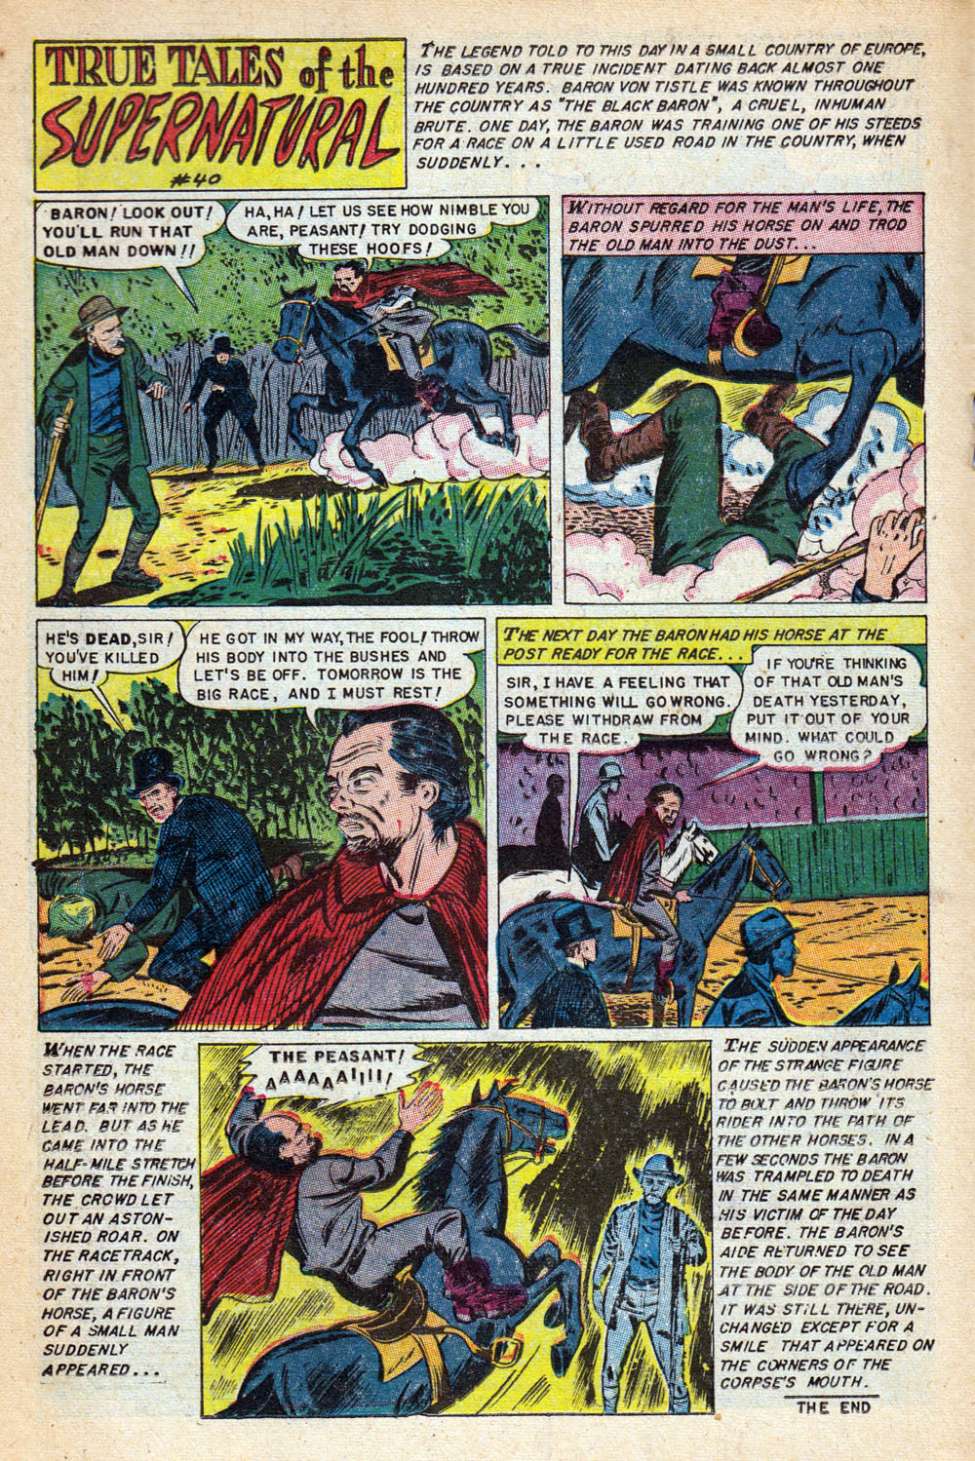 TRUE TALES of the
SUPERNATURAL
#40
THE LEGEND TOLD TO THIS DAY IN A SMALL COUNTRY OF EUROPE,
IS BASED ON A TRUE INCIDENT DATING BACK ALMOST ONE
HUNDRED YEARS. BARON VON TISTLE WAS KNOWN THROUGHOUT
THE COUNTRY AS "THE BLACK BARON", A CRUEL, INHUMAN
BRUTE. ONE DAY, THE BARON WAS TRAINING ONE OF HIS STEEDS
FOR A RACE ON A LITTLE USED ROAD IN THE COUNTRY, WHEN
SUDDENLY...
BARON! LOOK OUT!
YOU'LL RUN THAT
OLD MAN DOWN!!
HA, HA! LET US SEE HOW NIMBLE YOU
ARE, PEASANT! TRY DODGING
THESE HOOFS!
WITHOUT REGARD FOR THE MAN'S LIFE, THE
BARON SPURRED HIS HORSE ON AND TROD
THE OLD MAN INTO THE DUST...
HE'S DEAD, SIR!
YOU'VE KILLED
HIM!
HE GOT IN MY WAY, THE FOOL! THROW
HIS BODY INTO THE BUSHES AND
LET'S BE OFF. TOMORROW IS THE
BIG RACE, AND I MUST REST!
THE NEXT DAY THE BARON HAD HIS HORSE AT THE
POST READY FOR THE RACE...
SIR, I HAVE A FEELING THAT
SOMETHING WILL GO WRONG.
PLEASE WITHDRAW FROM
THE RACE.
IF YOU'RE THINKING
OF THAT OLD MAN'S
DEATH YESTERDAY,
PUT IT OUT OF YOUR
MIND. WHAT COULD
GO WRONG?
WHEN THE RACE
STARTED, THE
BARON'S HORSE
WENT FAR INTO THE
LEAD. BUT AS HE
CAME INTO THE
HALF-MILE STRETCH
BEFORE THE FINISH,
THE CROWD LET
OUT AN ASTON-
ISHED ROAR. ON
THE RACETRACK,
RIGHT IN FRONT
OF THE BARON'S
HORSE, A FIGURE
OF A SMALL MAN
SUDDENLY
APPEARED...
THE PEASANT!
AAAAAAIIII!
THE SUDDEN APPEARANCE
OF THE STRANGE FIGURE
CAUSED THE BARON'S HORSE
TO BOLT AND THROW ITS
RIDER INTO THE PATH OF
THE OTHER HORSES. IN A
FEW SECONDS THE BARON
WAS TRAMPLED TO DEATH
IN THE SAME MANNER AS
HIS VICTIM OF THE DAY
BEFORE. THE BARON'S
AIDE RETURNED TO SEE
THE BODY OF THE OLD MAN
AT THE SIDE OF THE ROAD.
IT WAS STILL THERE, UN-
CHANGED EXCEPT FOR A
SMILE THAT APPEARED ON
THE CORNERS OF THE
CORPSE'S MOUTH.
THE END